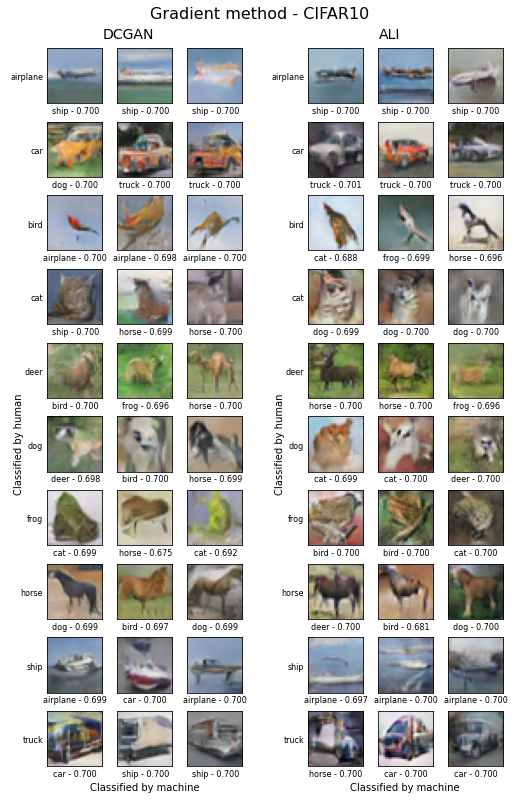 Gradient method - CIFAR10
DCGAN ALI
airplane airplane
ship - 0.700 ship - 0.700 ship - 0.700 ship - 0.700 ship - 0.700 ship - 0.700
car car
dog - 0.700 truck - 0.700 truck - 0.700 truck - 0.701 truck - 0.700 truck - 0.700
bird bird
airplane - 0.700 airplane - 0.698 airplane - 0.700 cat - 0.688 frog - 0.699 horse - 0.696
cat cat
ship - 0.700 horse - 0.699 horse - 0.700 dog - 0.699 dog - 0.700 dog - 0.700
deer deer
bird - 0.700 frog - 0.696 horse - 0.700 horse - 0.700 horse - 0.700 frog - 0.696
dog dog
deer - 0.698 bird - 0.700 horse - 0.699 cat - 0.699 cat - 0.700 deer - 0.700
Classified by human Classified by human
frog frog
cat - 0.699 horse - 0.675 cat - 0.692 bird - 0.700 bird - 0.700 cat - 0.700
horse horse
dog - 0.699 bird - 0.697 dog - 0.699 deer - 0.700 bird - 0.681 dog - 0.700
ship ship
airplane - 0.699 car - 0.700 airplane - 0.700 airplane - 0.697 airplane - 0.700 airplane - 0.700
truck truck
car - 0.700 ship - 0.700 ship - 0.700 horse - 0.700 car - 0.700 car - 0.700
Classified by machine Classified by machine